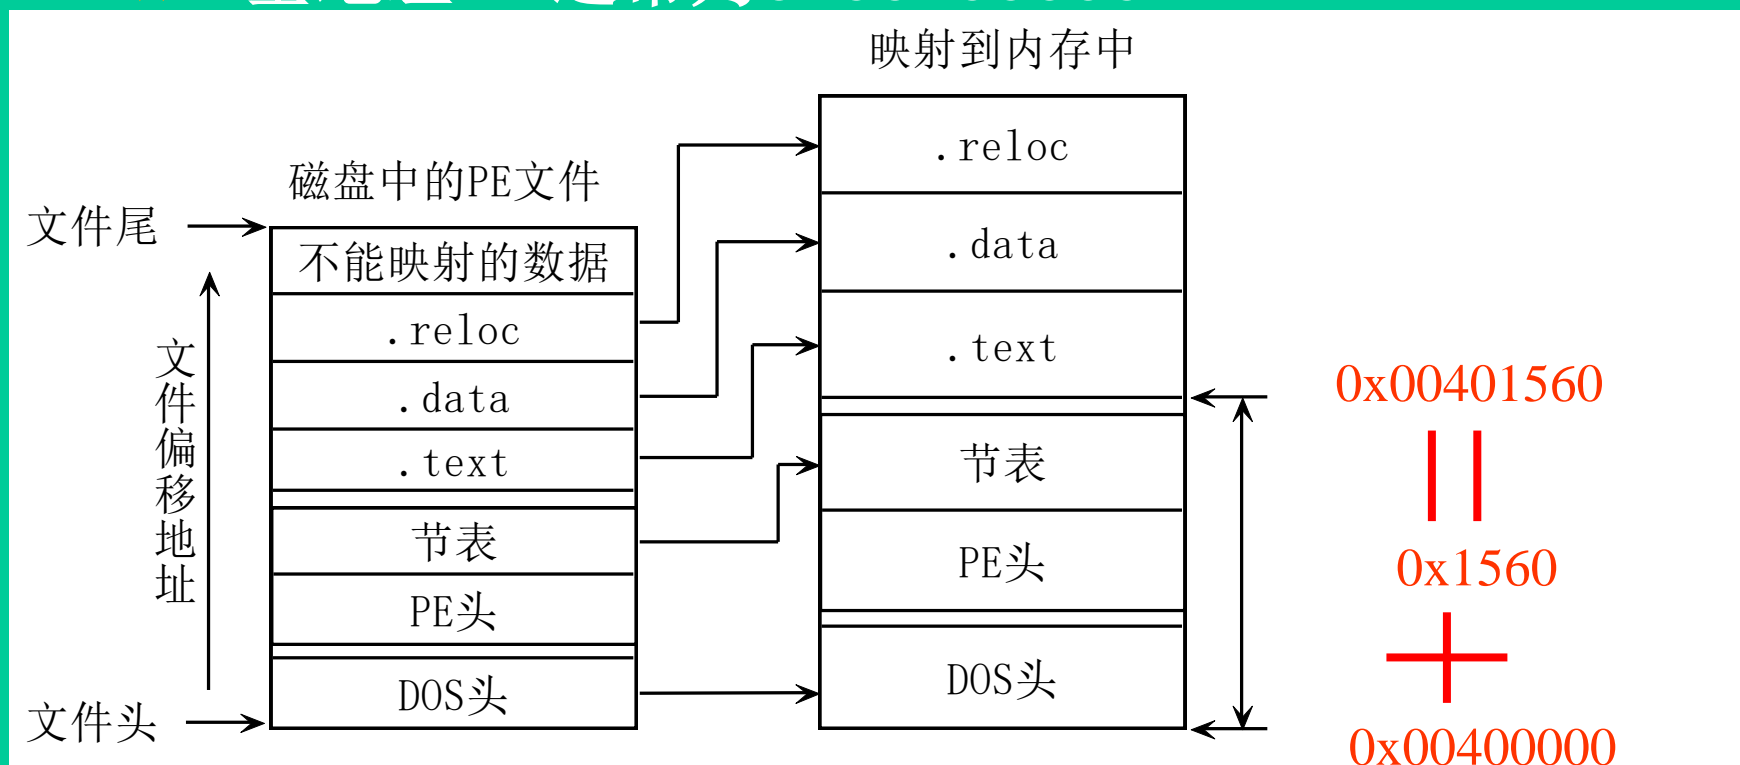 映射到内存中
磁盘中的PE文件
文件尾
不能映射的数据
.reloc
.data
.text
节表
PE头
DOS头
文件偏移地址
文件头
.reloc
.data
.text
节表
PE头
DOS头
0x00401560
0x1560
0x00400000